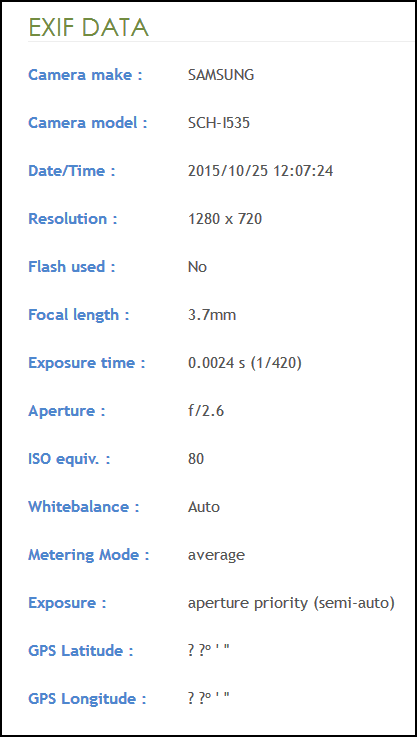 EXIF DATA
Camera make : SAMSUNG
Camera model : SCH-I535
Date/Time : 2015/10/25 12:07:24
Resolution : 1280 x 720
Flash used : No
Focal length : 3.7mm
Exposure time : 0.0024 s (1/420)
Aperture : f/2.6
ISO equiv. : 80
Whitebalance : Auto
Metering Mode : average
Exposure : aperture priority (semi-auto)
GPS Latitude : ? ?º ' "
GPS Longitude : ? ?º ' "